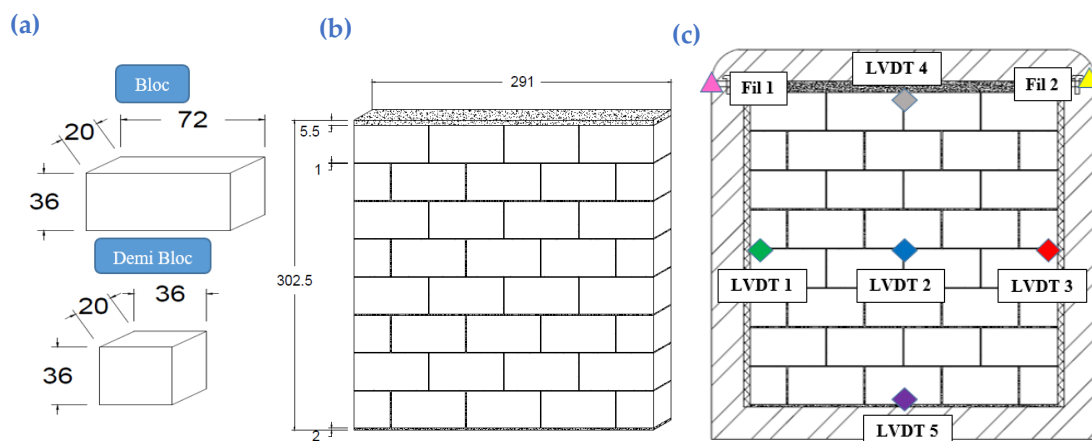 (a)
Bloc
20
72
36
Demi Bloc
20
36
36
(b)
291
5.5
1
302.5
2
(c)
LVDT 4
Fil 1
Fil 2
LVDT 1
LVDT 2
LVDT 3
LVDT 5